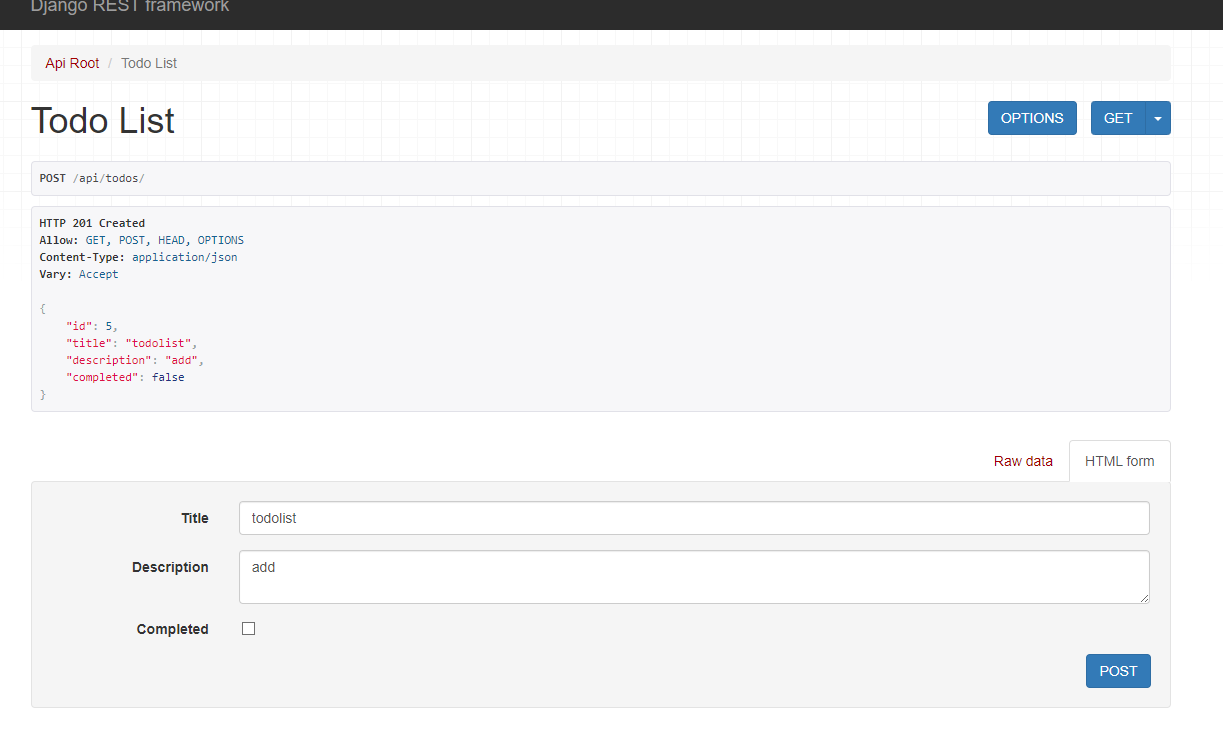 Django REST framework
Api Root / Todo List
Todo List
OPTIONS
GET
POST /api/todos/
HTTP 201 Created
Allow: GET, POST, HEAD, OPTIONS
Content-Type: application/json
Vary: Accept
{
    "id": 5,
    "title": "todolist",
    "description": "add",
    "completed": false
}
Raw data
HTML form
Title
todolist
Description
add
Completed
POST